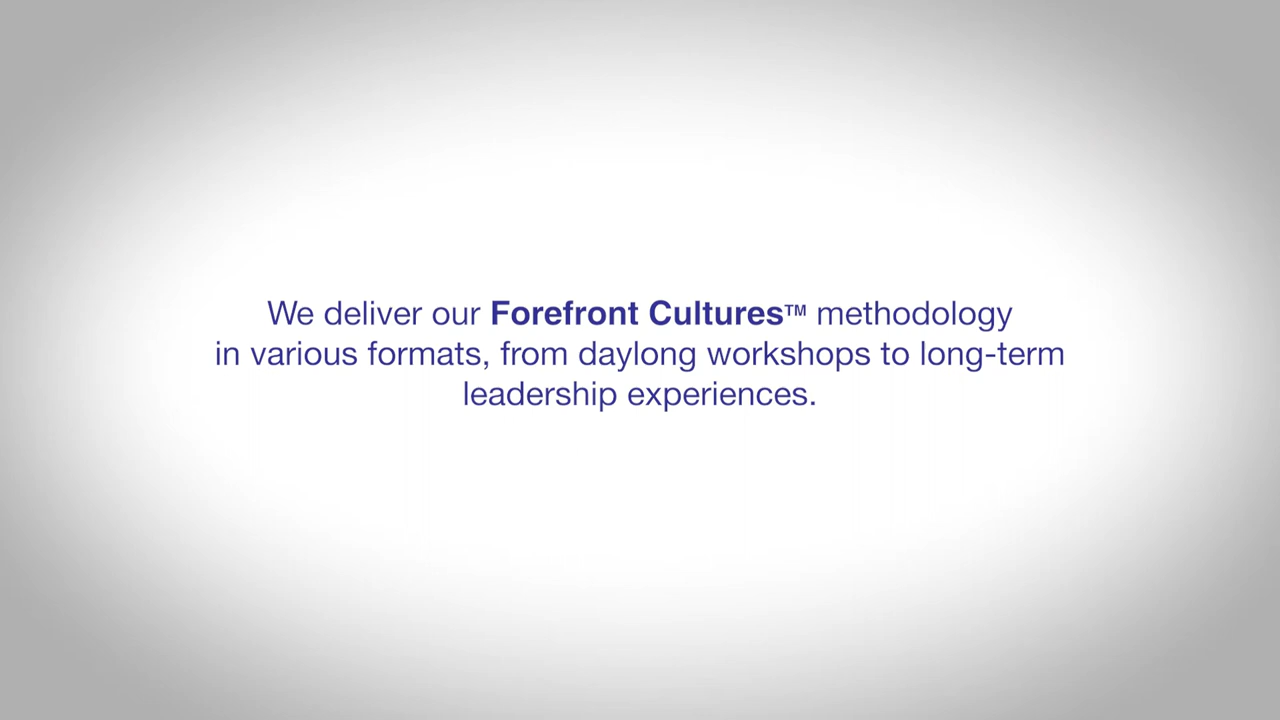 We deliver our Forefront Cultures™ methodology
in various formats, from daylong workshops to long-term
leadership experiences.